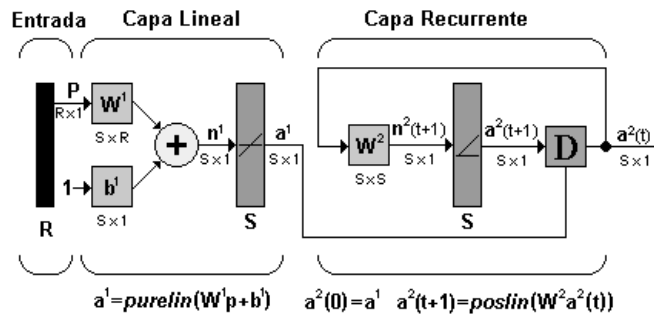 Entrada
Capa Lineal
Capa Recurrente
P
R×1
W¹
S×R
1
b¹
S×1
+
n¹
S×1
a¹
S×1
S
R
W²
S×S
n²(t+1)
S×1
a²(t+1)
S×1
S
D
a²(t)
S×1
a¹=purelin(W¹p+b¹)
a²(0)=a¹ a²(t+1)=poslin(W²a²(t))